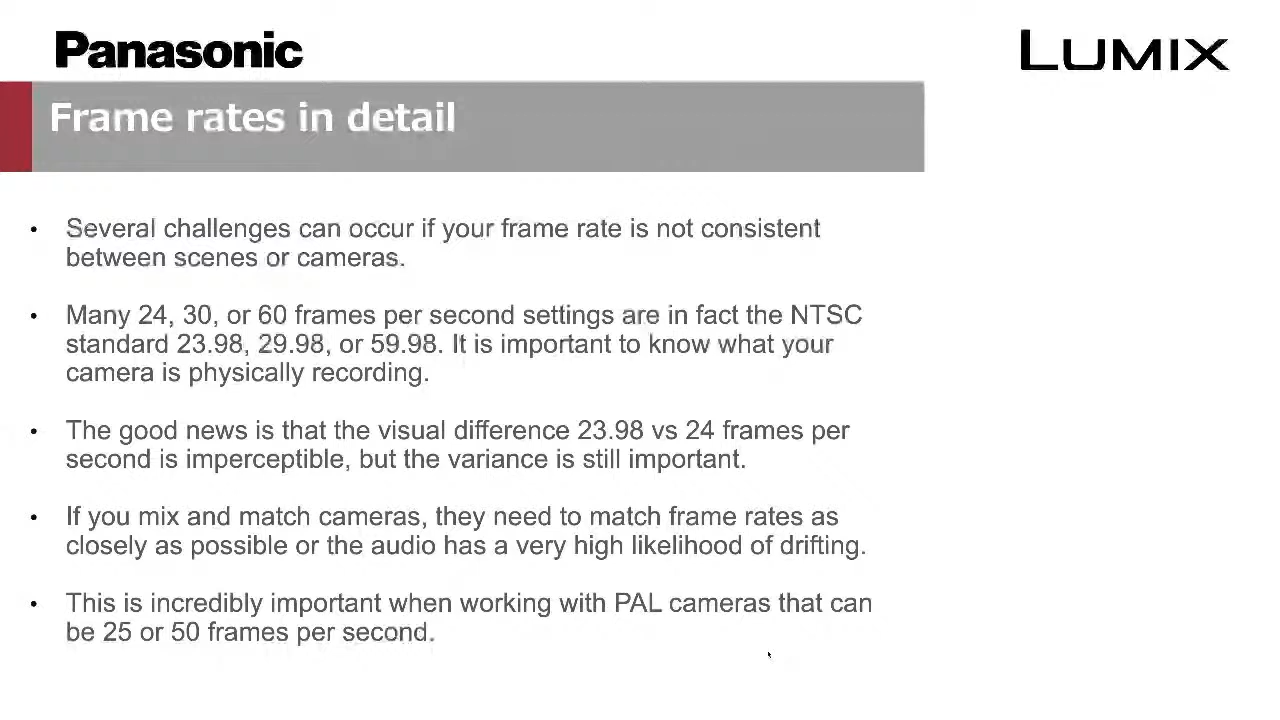 Panasonic
LUMIX
Frame rates in detail
• Several challenges can occur if your frame rate is not consistent
between scenes or cameras.
• Many 24, 30, or 60 frames per second settings are in fact the NTSC
standard 23.98, 29.98, or 59.98. It is important to know what your
camera is physically recording.
• The good news is that the visual difference 23.98 vs 24 frames per
second is imperceptible, but the variance is still important.
• If you mix and match cameras, they need to match frame rates as
closely as possible or the audio has a very high likelihood of drifting.
• This is incredibly important when working with PAL cameras that can
be 25 or 50 frames per second.